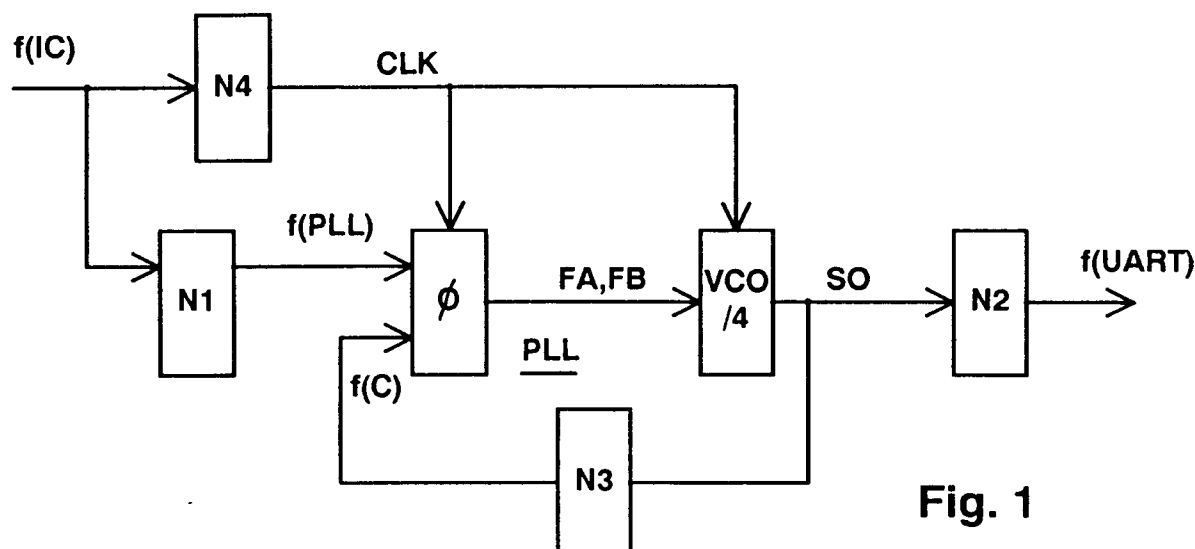 f(IC)
N4
CLK
f(PLL)
N1
f(C)
ϕ
FA,FB
PLL
VCO
/4
SO
N2
f(UART)
N3
Fig. 1